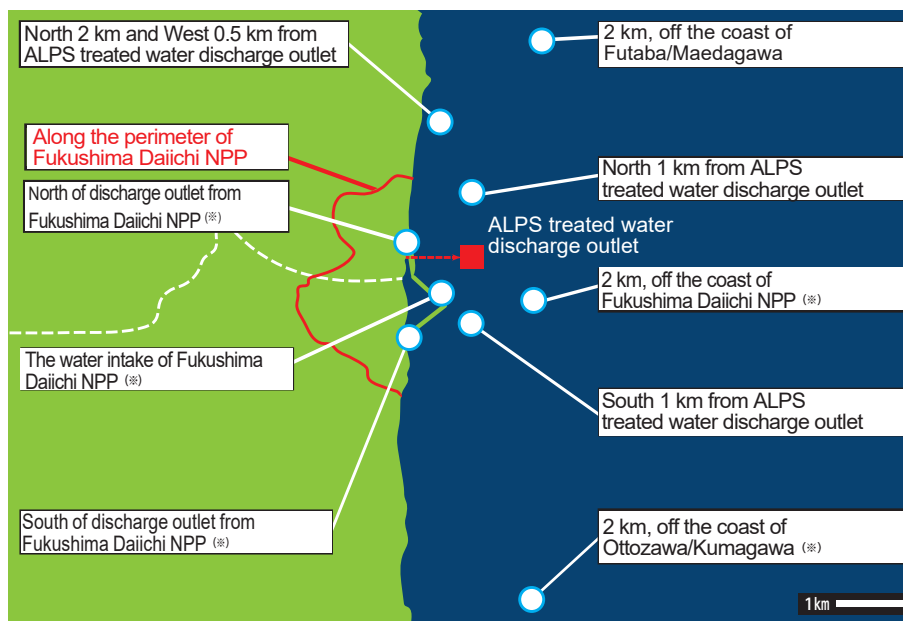 North 2 km and West 0.5 km from
ALPS treated water discharge outlet
2 km, off the coast of
Futaba/Maedagawa
Along the perimeter of
Fukushima Daiichi NPP
North 1 km from ALPS
treated water discharge outlet
North of discharge outlet from
Fukushima Daiichi NPP (※)
ALPS treated water
discharge outlet
2 km, off the coast of
Fukushima Daiichi NPP (※)
The water intake of Fukushima
Daiichi NPP (※)
South 1 km from ALPS
treated water discharge outlet
South of discharge outlet from
Fukushima Daiichi NPP (※)
2 km, off the coast of
Ottozawa/Kumagawa (※)
1km